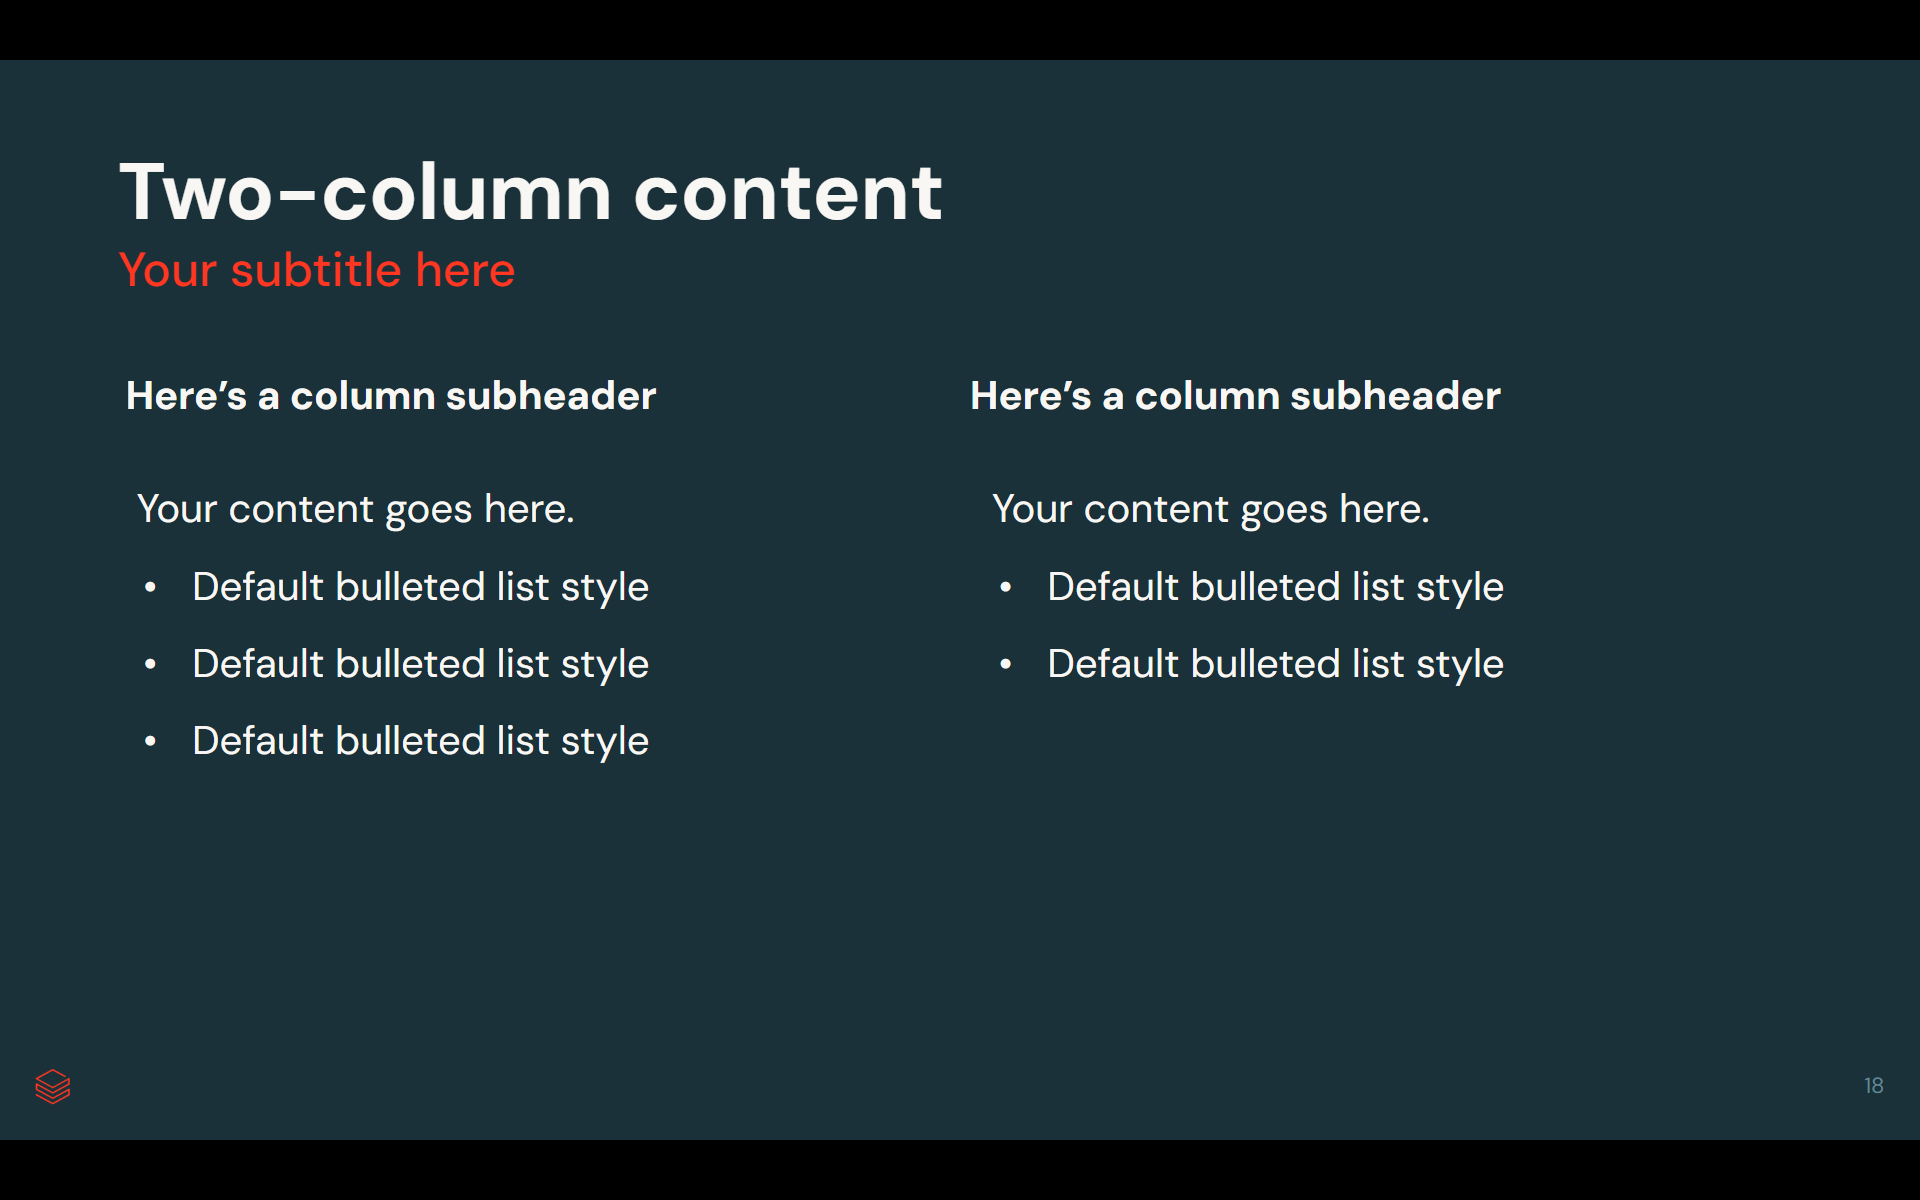 Two-column content
Your subtitle here
Here’s a column subheader
Your content goes here.
• Default bulleted list style
• Default bulleted list style
• Default bulleted list style
Here’s a column subheader
Your content goes here.
• Default bulleted list style
• Default bulleted list style
18